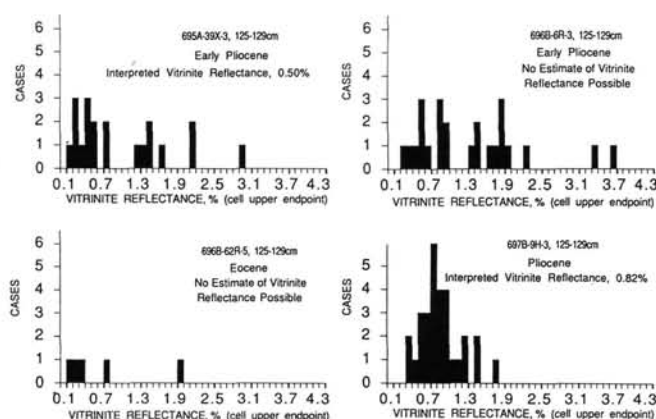 695A-39X-3, 125-129cm
Early Pliocene
Interpreted Vitrinite Reflectance, 0.50%
CASES
6
5
4
3
2
1
0
0.1 0.7 1.3 1.9 2.5 3.1 3.7 4.3
VITRINITE REFLECTANCE, % (cell upper endpoint)
696B-6R-3, 125-129cm
Early Pliocene
No Estimate of Vitrinite
Reflectance Possible
CASES
6
5
4
3
2
1
0
0.1 0.7 1.3 1.9 2.5 3.1 3.7 4.3
VITRINITE REFLECTANCE, % (cell upper endpoint)
696B-62R-5, 125-129cm
Eocene
No Estimate of Vitrinite
Reflectance Possible
CASES
6
5
4
3
2
1
0
0.1 0.7 1.3 1.9 2.5 3.1 3.7 4.3
VITRINITE REFLECTANCE, % (cell upper endpoint)
697B-9H-3, 125-129cm
Pliocene
Interpreted Vitrinite Reflectance, 0.82%
CASES
6
5
4
3
2
1
0
0.1 0.7 1.3 1.9 2.5 3.1 3.7 4.3
VITRINITE REFLECTANCE, % (cell upper endpoint)